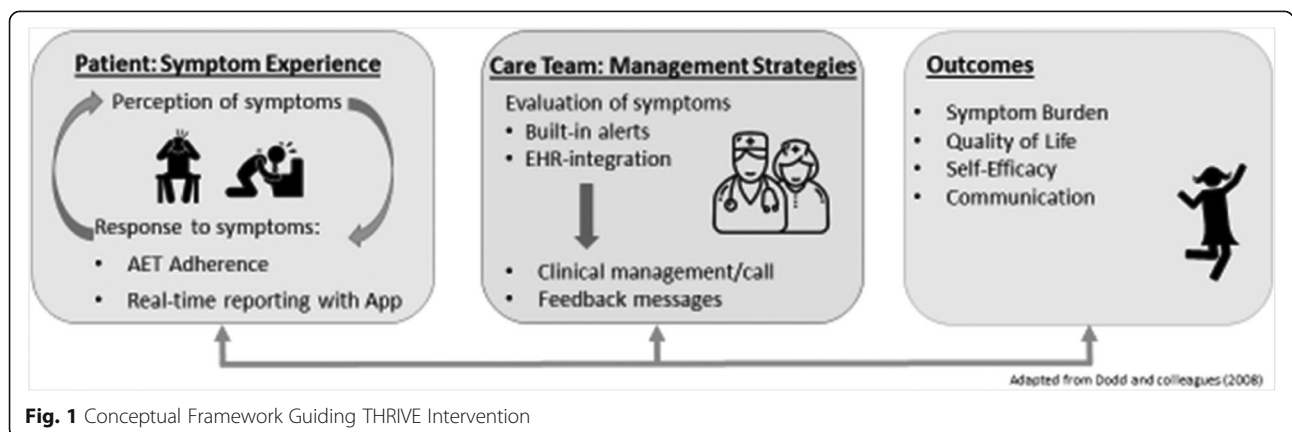 Patient: Symptom Experience
Perception of symptoms
Response to symptoms:
• AET Adherence
• Real-time reporting with App
Care Team: Management Strategies
Evaluation of symptoms
• Built-in alerts
• EHR-integration
• Clinical management/call
• Feedback messages
Outcomes
• Symptom Burden
• Quality of Life
• Self-Efficacy
• Communication
Adapted from Dodd and colleagues (2008)
Fig. 1 Conceptual Framework Guiding THRIVE Intervention